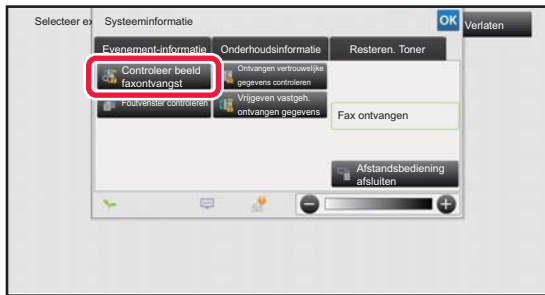 Selecteer ex
Systeeminformatie
OK
Verlaten
Evenement-informatie
Onderhoudsinformatie
Resteren. Toner
Controleer beeld
faxontvangst
Ontvangen vertrouwelijke
gegevens controleren
Foutvenster controleren
Vrijgeven vastgeh.
ontvangen gegevens
Fax ontvangen
Afstandsbediening
afsluiten